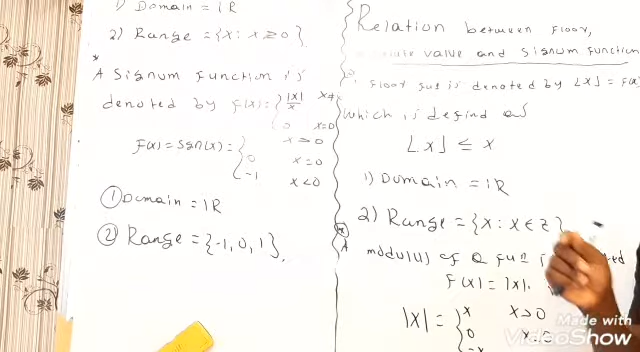 1) Domain = IR
2) Range = {x: x ≥ 0}
* A Signum function is
denoted by F(x) = { |x|/x x≠
0 x=0
F(x) = Sgn(x) = { x > 0
0 x=0
-1 x<0
① Domain = IR
② Range = {-1, 0, 1}.
Relation between floor,
value and signum function
floor fun is denoted by ⌊x⌋ = F(x
which is defind as
⌊x⌋ ≤ x
1) Domain = IR
2) Range = {x: x ∈ z}
* A modulul of a fun i
F(x) = |x|.
|x| = { x x>0
0 x=0
-x
Made with
VideoShow